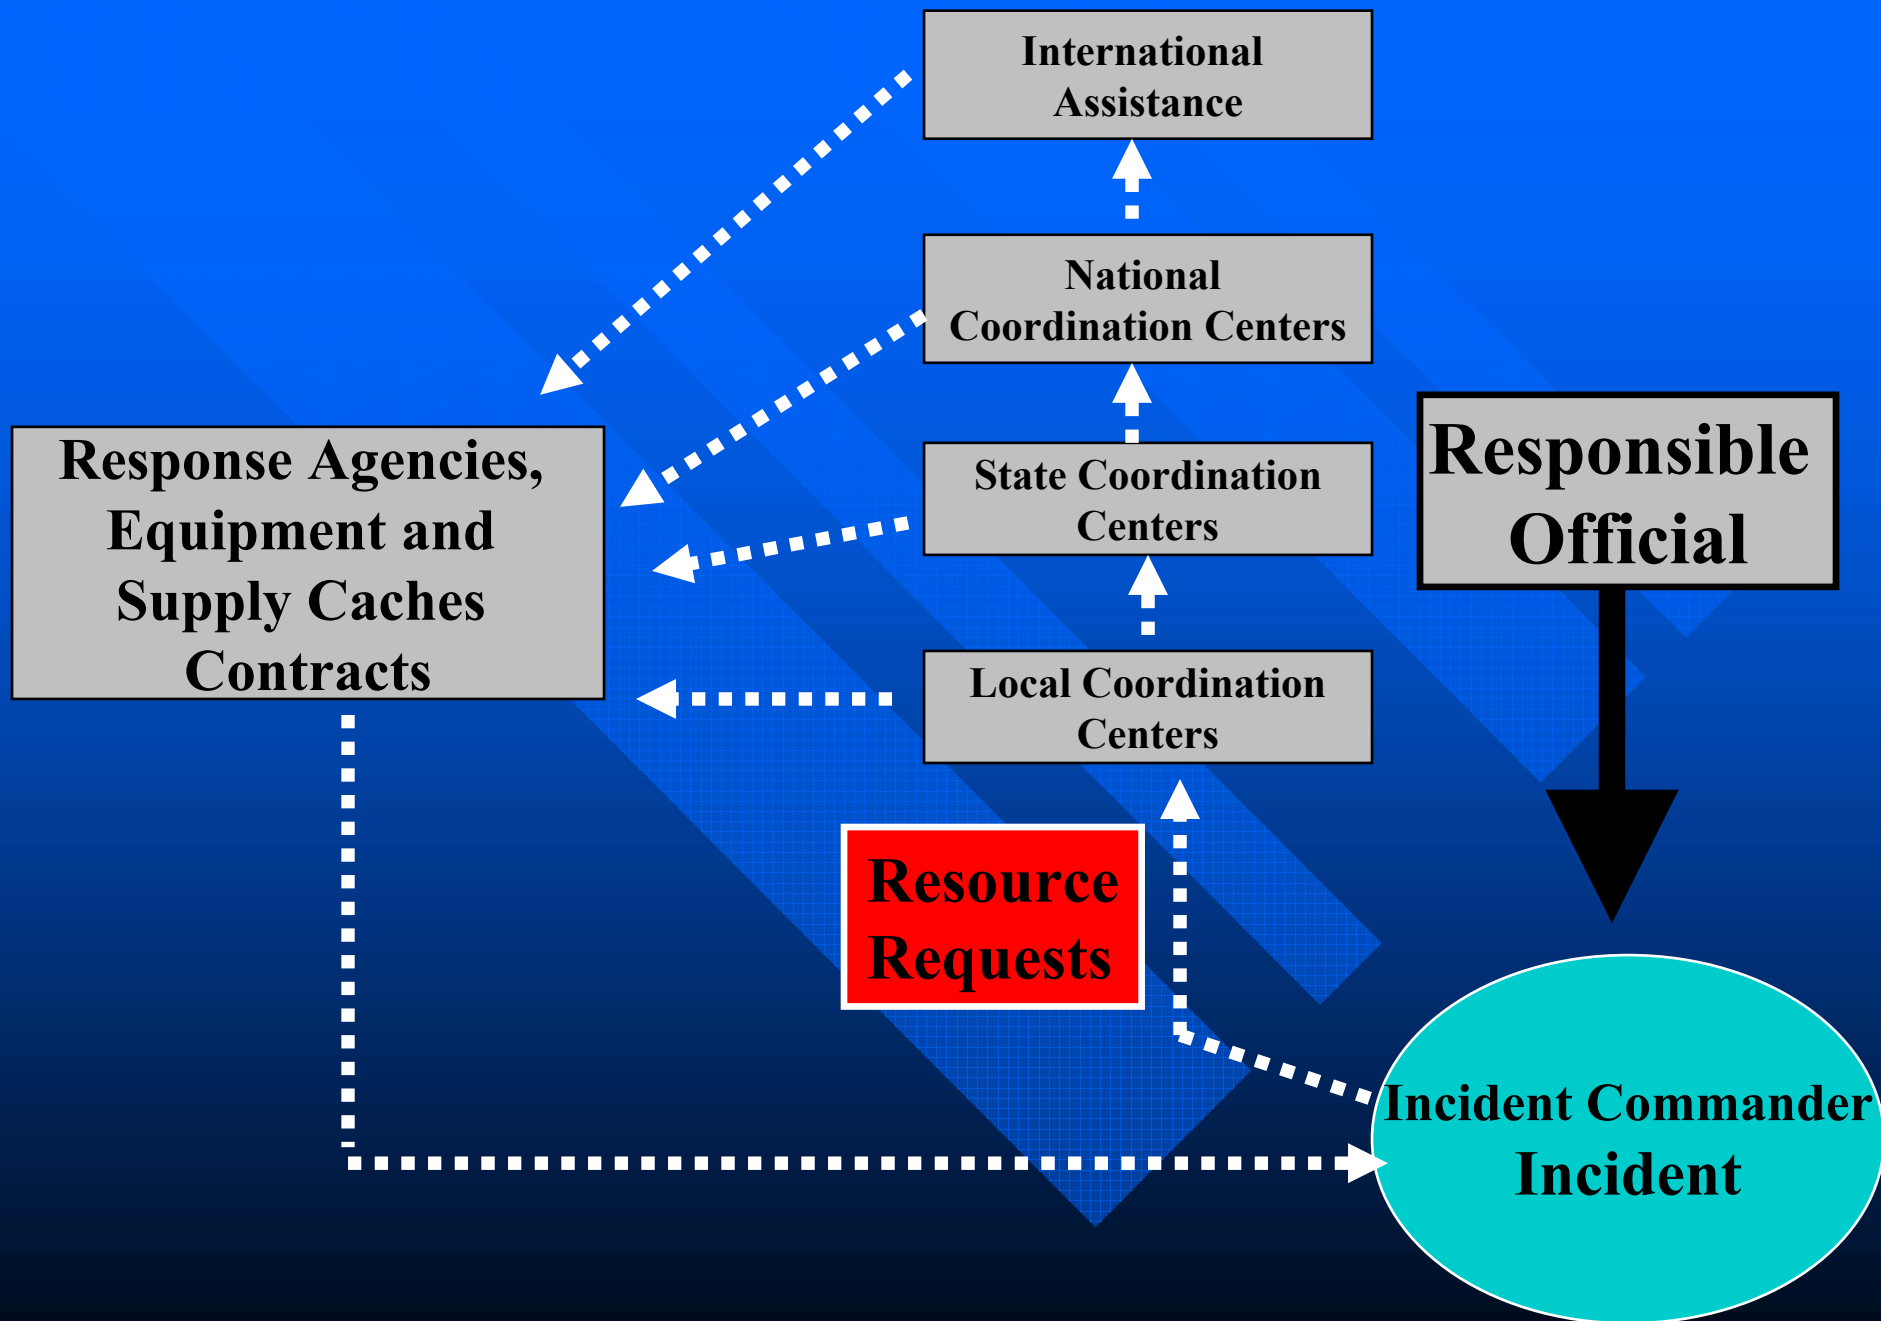 International
Assistance
National
Coordination Centers
State Coordination
Centers
Local Coordination
Centers
Response Agencies,
Equipment and
Supply Caches
Contracts
Responsible
Official
Resource
Requests
Incident Commander
Incident